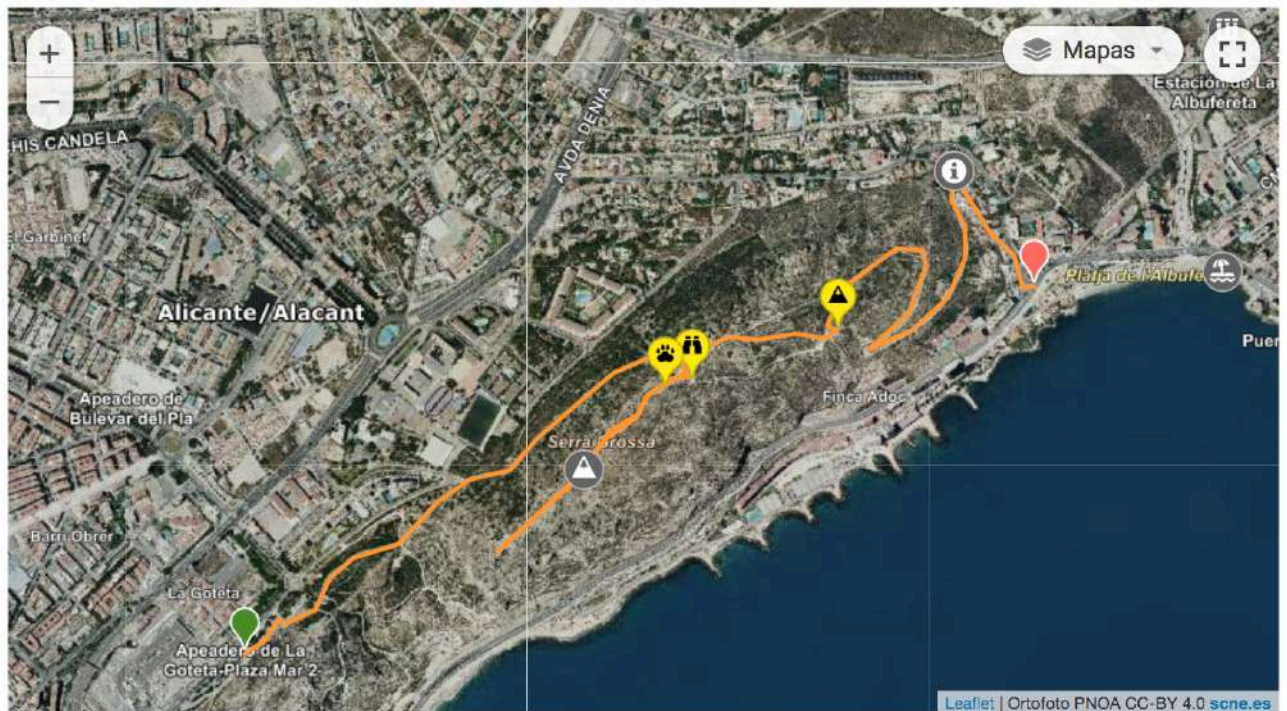 +
−
Mapas
Estación de La
Albufereta
HIS CANDELA
AVDA DENIA
El Garbinet
Alicante/Alacant
Platja de l'Albufe
Puer
Apeadero de
Bulevar del Pla
Finca Adoc
Serra Grossa
Barri Obrer
La Goteta
Apeadero de La
Goteta-Plaza Mar 2
Leaflet | Ortofoto PNOA CC-BY 4.0 scne.es